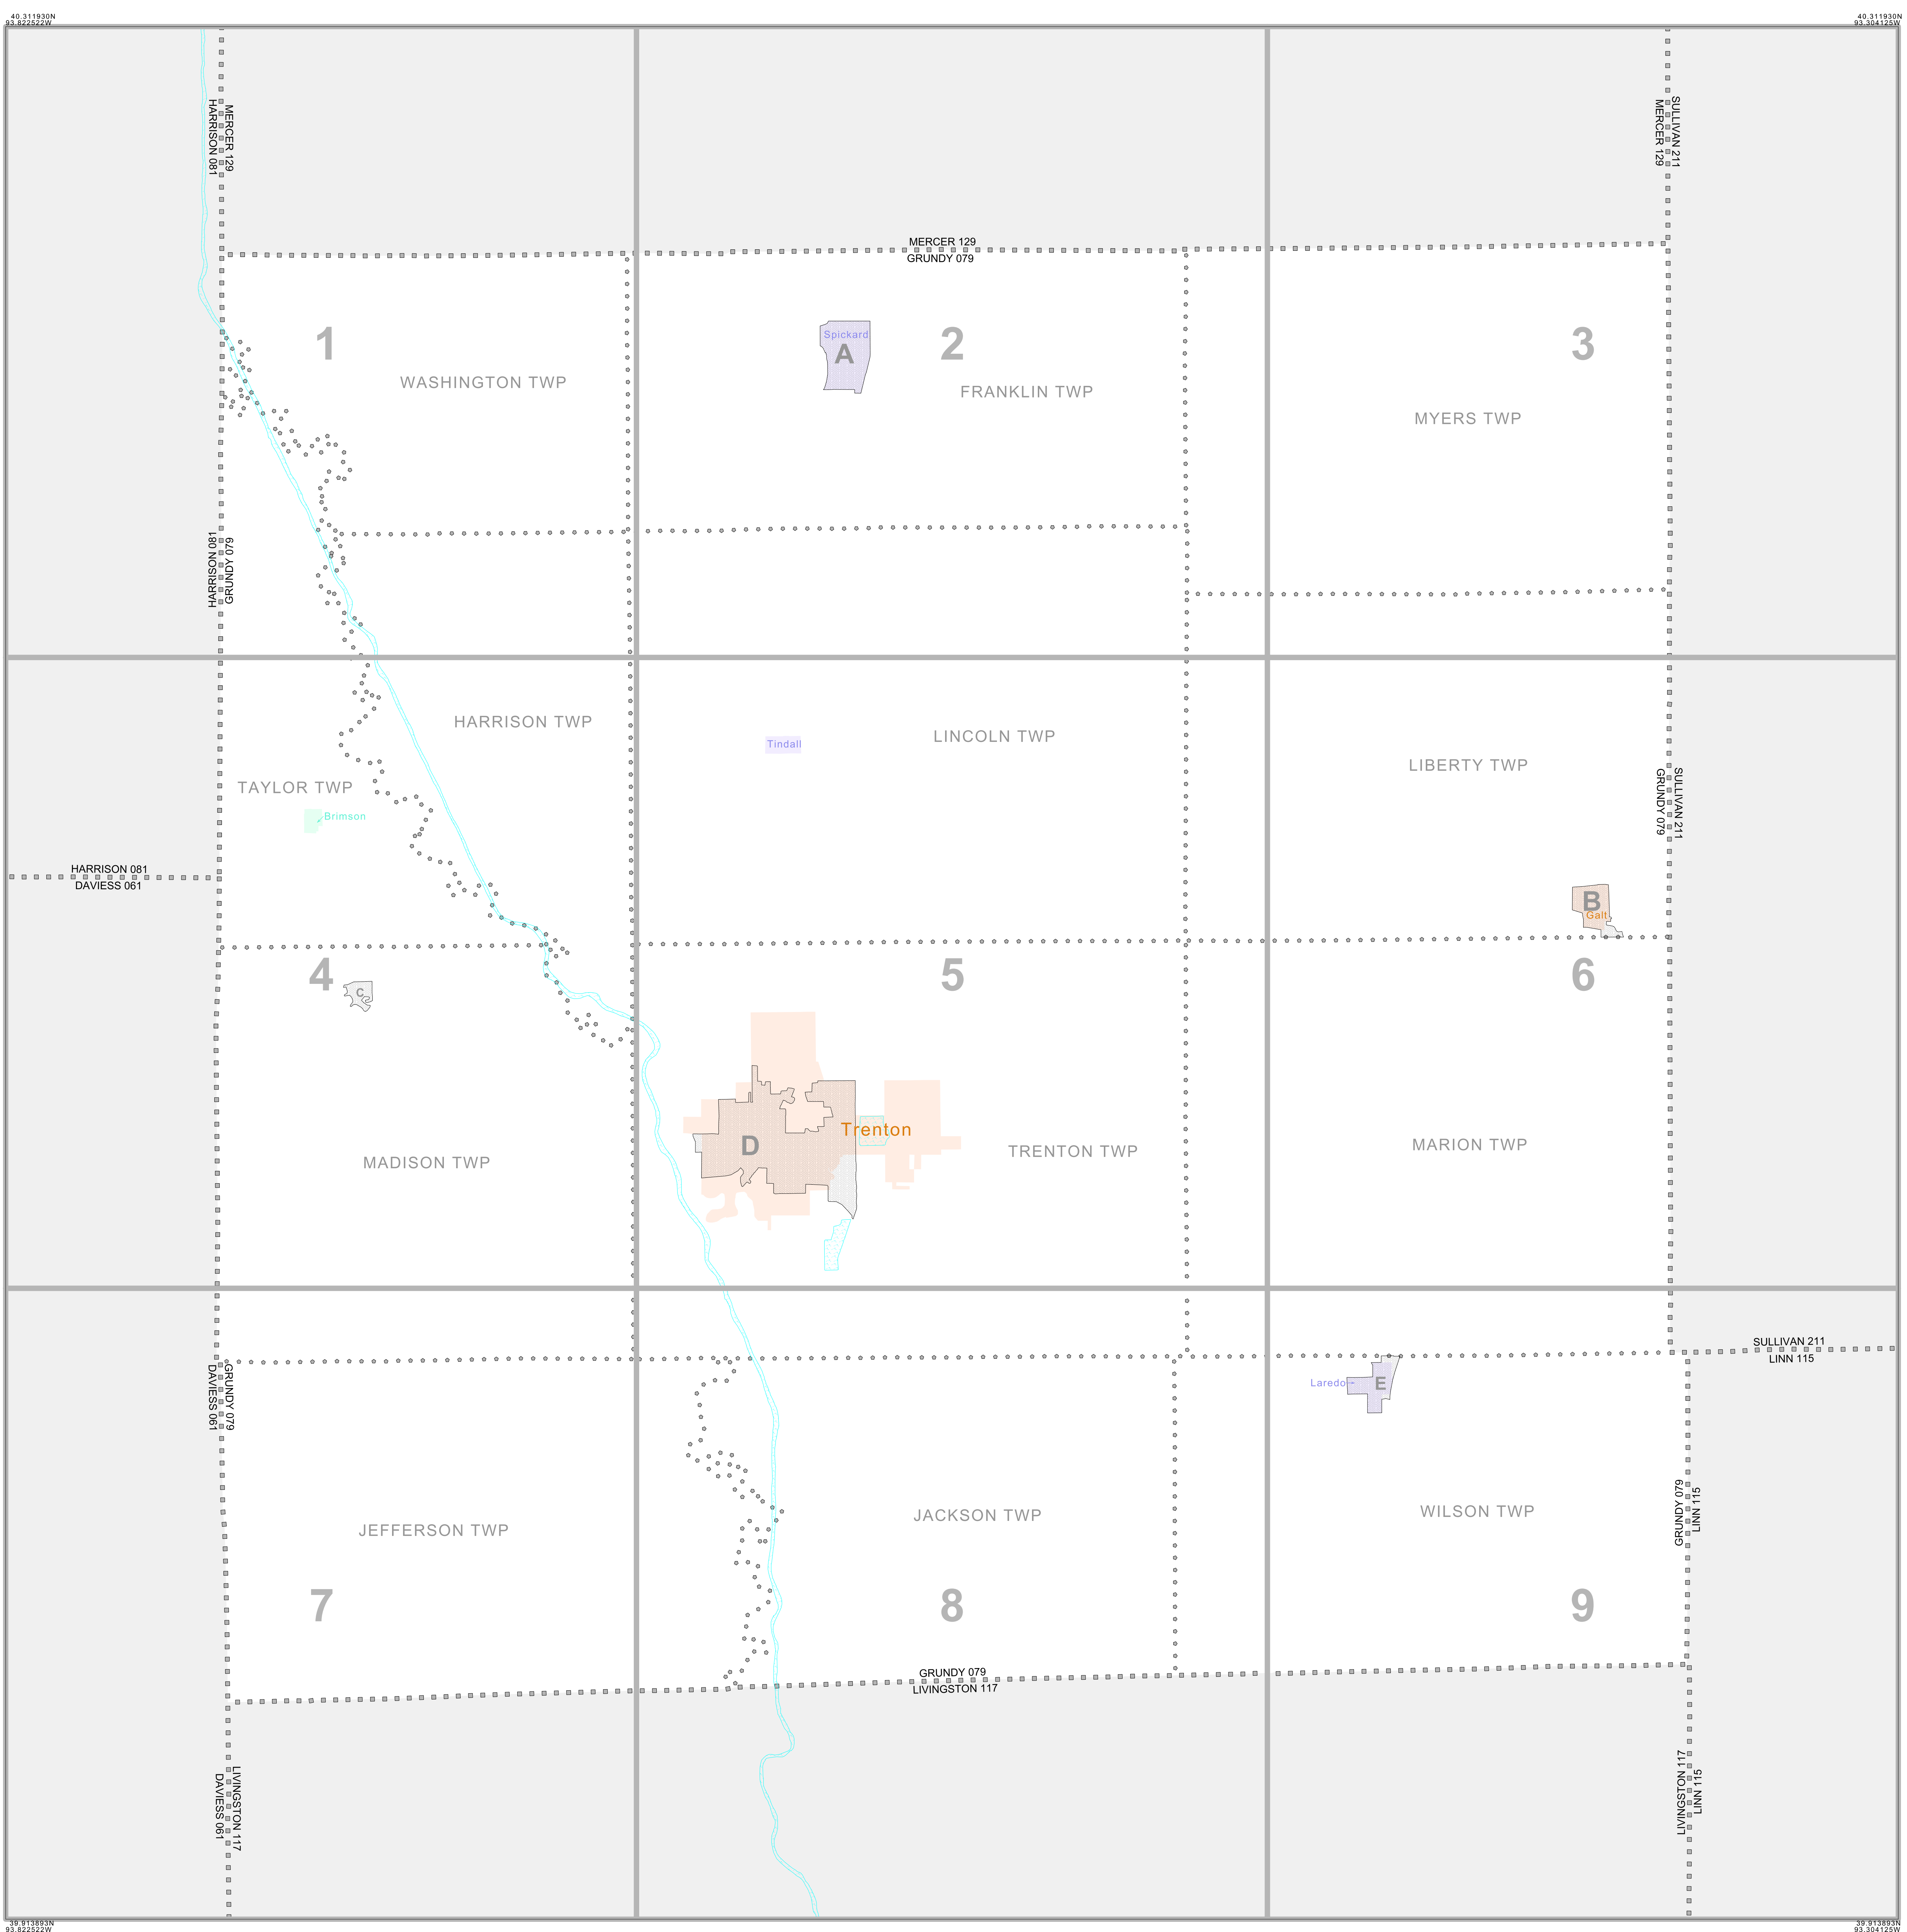 40.311930N
93.822522W
40.311930N
93.304125W
HARRISON 081
MERCER 129
MERCER 129
SULLIVAN 211
MERCER 129
GRUNDY 079
1
2
3
Spickard
A
WASHINGTON TWP
FRANKLIN TWP
MYERS TWP
HARRISON 081
GRUNDY 079
HARRISON TWP
LINCOLN TWP
Tindall
LIBERTY TWP
TAYLOR TWP
Brimson
GRUNDY 079
SULLIVAN 211
HARRISON 081
DAVIESS 061
B
Galt
4
5
6
C
Trenton
D
MADISON TWP
TRENTON TWP
MARION TWP
SULLIVAN 211
LINN 115
DAVIESS 061
GRUNDY 079
Laredo
E
JEFFERSON TWP
JACKSON TWP
WILSON TWP
GRUNDY 079
LINN 115
7
8
9
GRUNDY 079
LIVINGSTON 117
DAVIESS 061
LIVINGSTON 117
LIVINGSTON 117
LINN 115
39.913893N
93.822522W
39.913893N
93.304125W